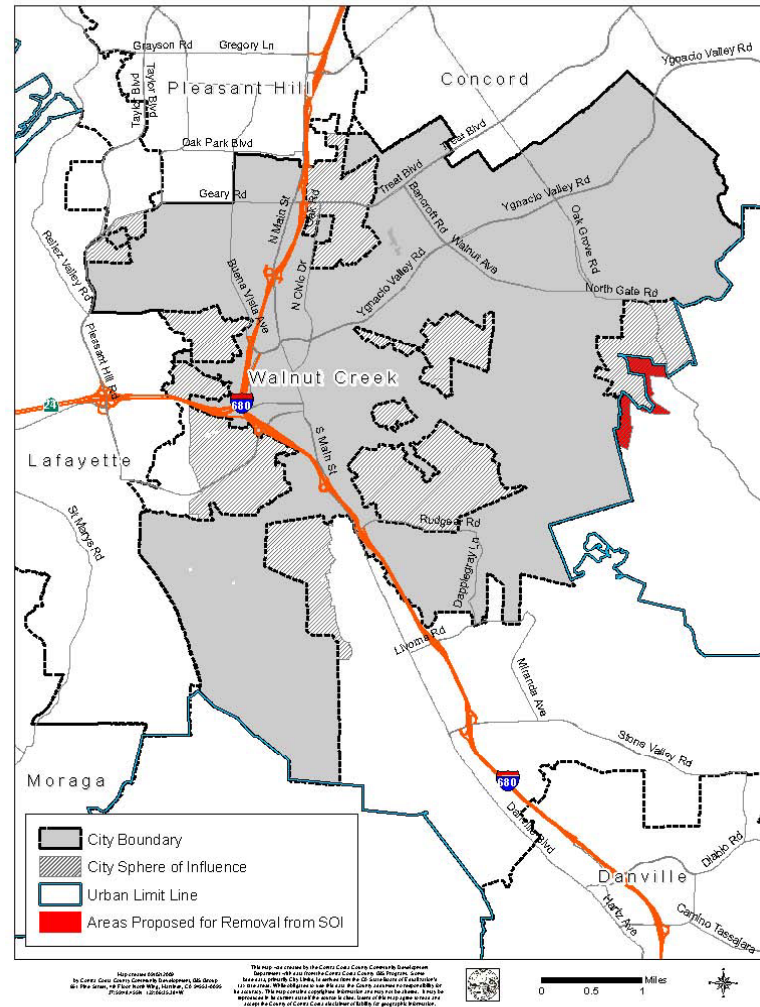 Grayson Rd
Gregory Ln
Ygnacio Valley Rd
Taylor Blvd
Taylor Blvd
Pleasant Hill
Concord
Oak Park Blvd
Treat Blvd
Geary Rd
Treat Blvd
Oak Rd
N Main St
Bancroft Rd
Ygnacio Valley Rd
Oak Grove Rd
Reliez Valley Rd
Buena Vista Ave
N Civic Dr
Ygnacio Valley Rd
Walnut Ave
North Gate Rd
Pleasant Hill Rd
Walnut Creek
24
680
S Main St
Lafayette
St Marys Rd
Rudgear Rd
Dapplegray Ln
Livorna Rd
Miranda Ave
Stone Valley Rd
Moraga
680
Danville Blvd
Diablo Rd
Danville
Hartz Ave
Camino Tassajara
City Boundary
City Sphere of Influence
Urban Limit Line
Areas Proposed for Removal from SOI
0 0.5 1
Miles